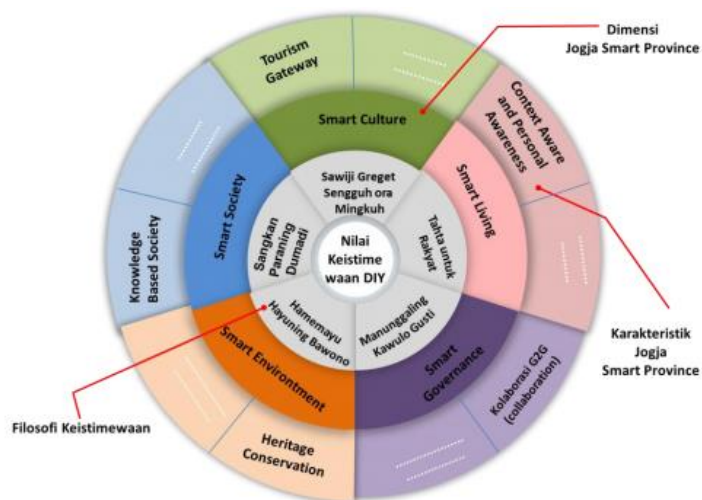 Dimensi
Jogja Smart Province
Tourism
Gateway
..........
..........
Smart Culture
Context Aware
and Personal
Awareness
..........
..........
Smart Living
Smart Society
..........
..........
Knowledge
Based Society
Sawiji Greget
Sengguh ora
Mingkuh
Sangkan
Paraning
Dumadi
Nilai
Keistime
waan DIY
Tahta untuk
Rakyat
Hamemayu
Hayuning Bawono
Manunggaling
Kawulo Gusti
Smart Environtment
Smart
Governance
Kolaborasi G2G
(collaboration)
..........
..........
Heritage
Conservation
..........
..........
Karakteristik
Jogja
Smart Province
Filosofi Keistimewaan